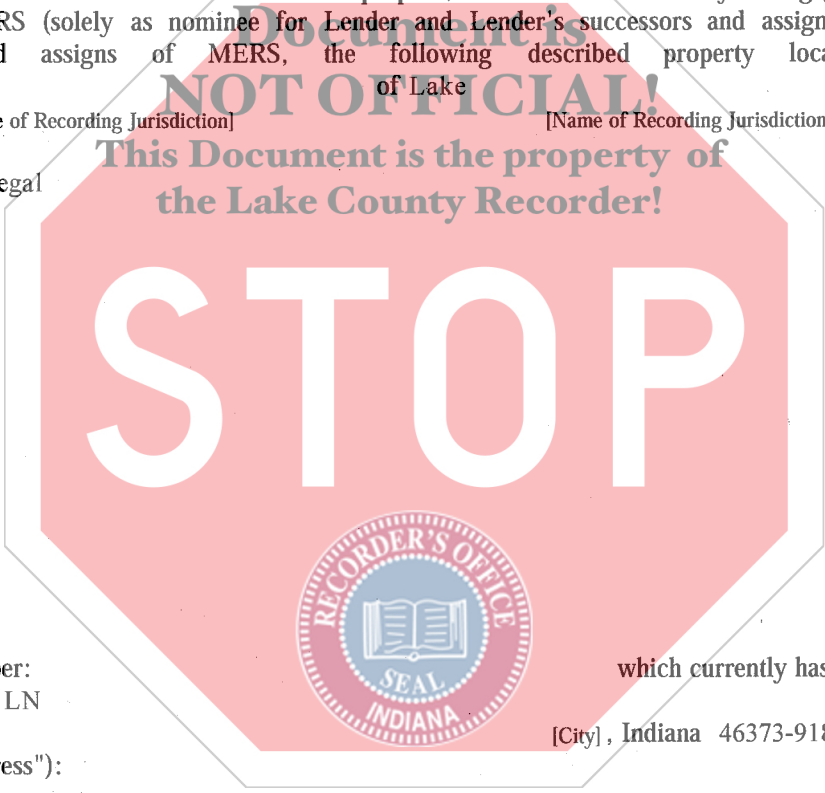 RS (solely as nominee for Lender and Lender's successors and assign
Document is
d assigns of MERS, the following described property loca
NOT OFFICIAL!
of Lake
e of Recording Jurisdiction] [Name of Recording Jurisdiction
This Document is the property of
egal
the Lake County Recorder!
STOP
RECORDER'S OFFICE
SEAL
INDIANA
per: which currently has
LN
[City] , Indiana 46373-918
ress"):